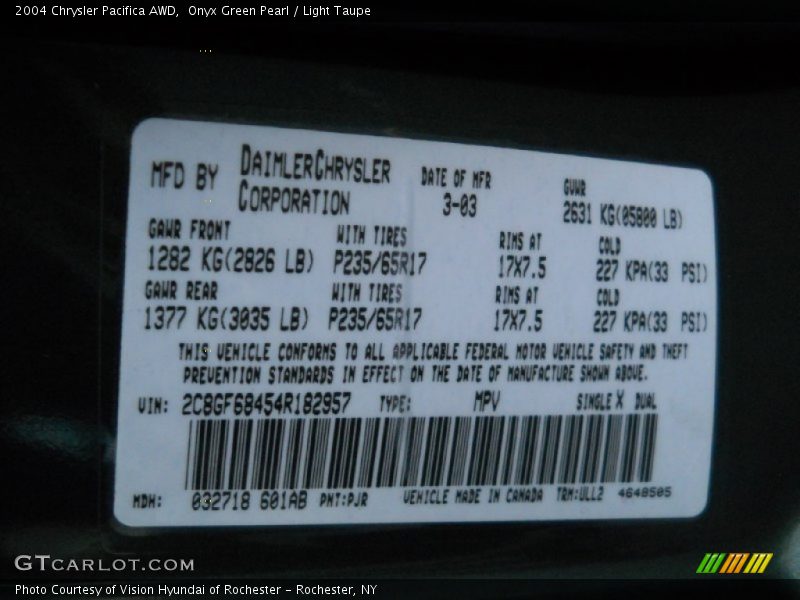 2004 Chrysler Pacifica AWD,  Onyx Green Pearl / Light Taupe
MFD BY DAIMLERCHRYSLER CORPORATION
DATE OF MFR 3-03
GVWR 2631 KG(05800 LB)
GAWR FRONT WITH TIRES RIMS AT COLD
1282 KG(2826 LB) P235/65R17 17X7.5 227 KPA(33 PSI)
GAWR REAR WITH TIRES RIMS AT COLD
1377 KG(3035 LB) P235/65R17 17X7.5 227 KPA(33 PSI)
THIS VEHICLE CONFORMS TO ALL APPLICABLE FEDERAL MOTOR VEHICLE SAFETY AND THEFT
PREVENTION STANDARDS IN EFFECT ON THE DATE OF MANUFACTURE SHOWN ABOVE.
VIN: 2C8GF68454R182957 TYPE: MPV SINGLE X DUAL
MDH: 032718 601AB PNT:PJR VEHICLE MADE IN CANADA TRM:ULL2 4648505
GTCARLOT.COM
Photo Courtesy of Vision Hyundai of Rochester – Rochester, NY